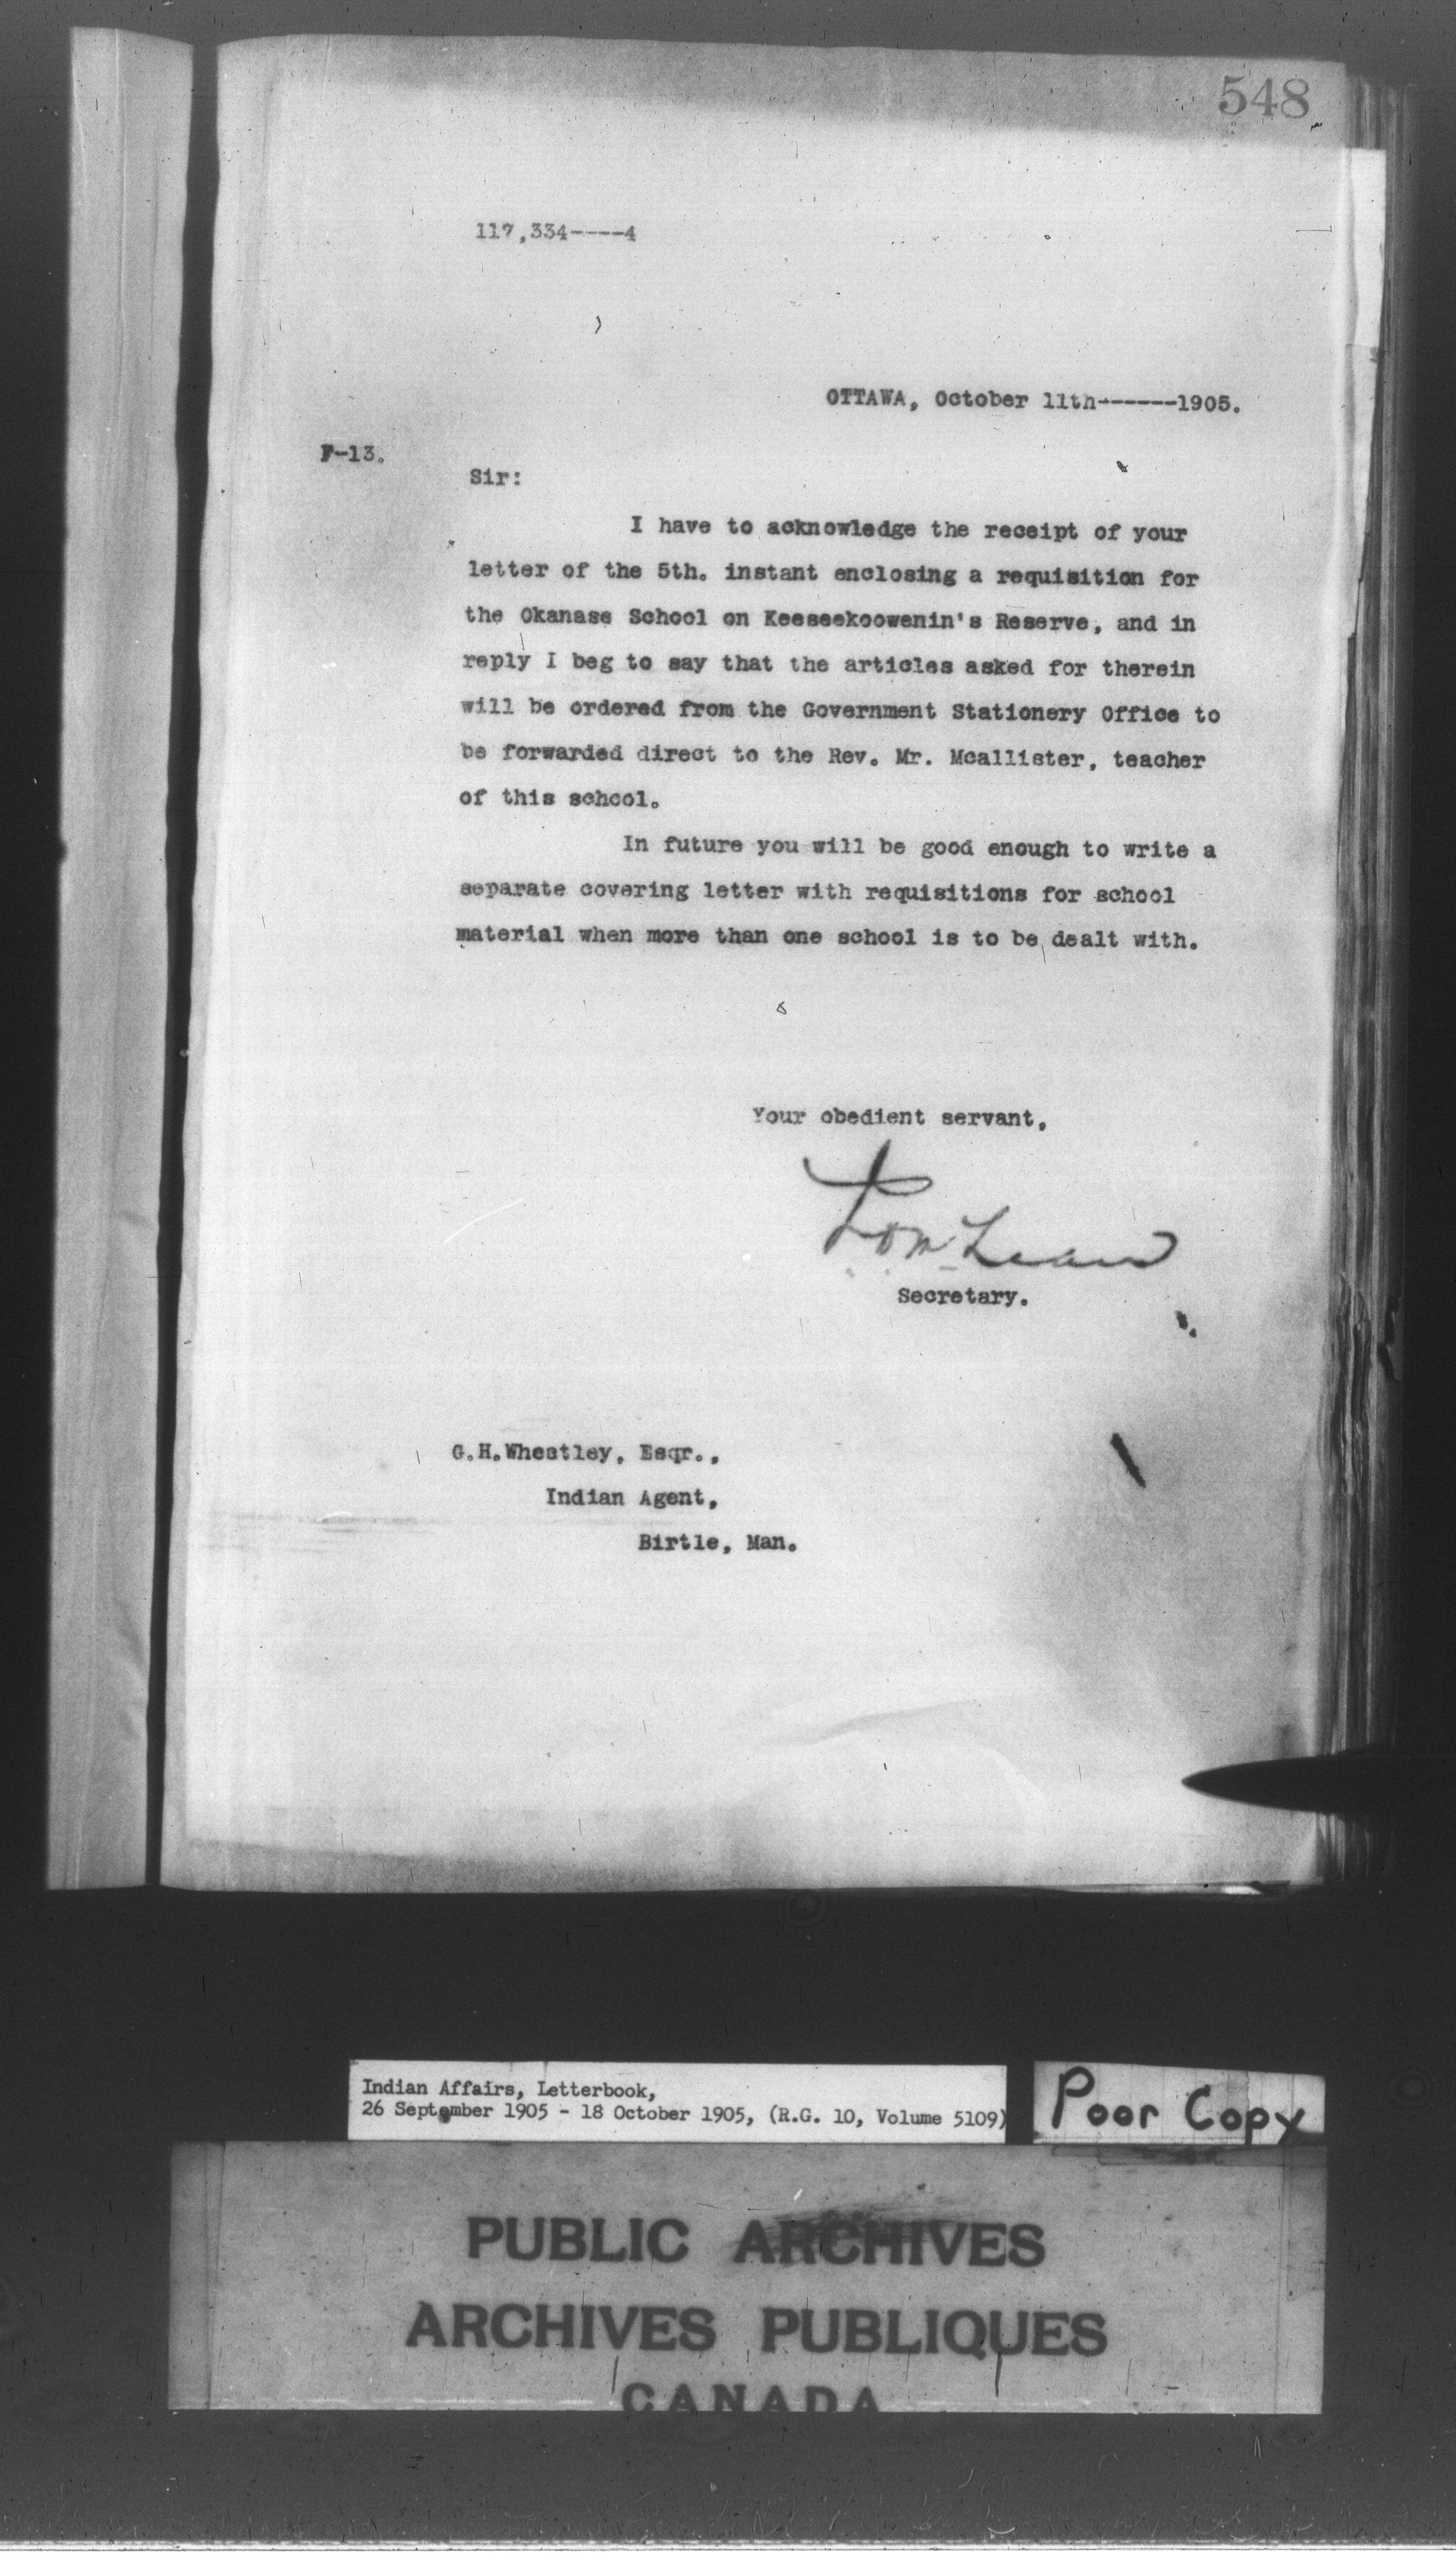 548
117,334----4
OTTAWA, October 11th------1905.
F-13.
Sir:
I have to acknowledge the receipt of your
letter of the 5th. instant enclosing a requisition for
the Okanase School on Keeseekoowenin's Reserve, and in
reply I beg to say that the articles asked for therein
will be ordered from the Government Stationery Office to
be forwarded direct to the Rev. Mr. Mcallister, teacher
of this school.
In future you will be good enough to write a
separate covering letter with requisitions for school
material when more than one school is to be dealt with.
Your obedient servant,
Secretary.
G.H.Wheatley, Esqr.,
Indian Agent,
Birtle, Man.
Indian Affairs, Letterbook,
26 September 1905 - 18 October 1905, (R.G. 10, Volume 5109)
Poor Copy
PUBLIC ARCHIVES
ARCHIVES PUBLIQUES
CANADA